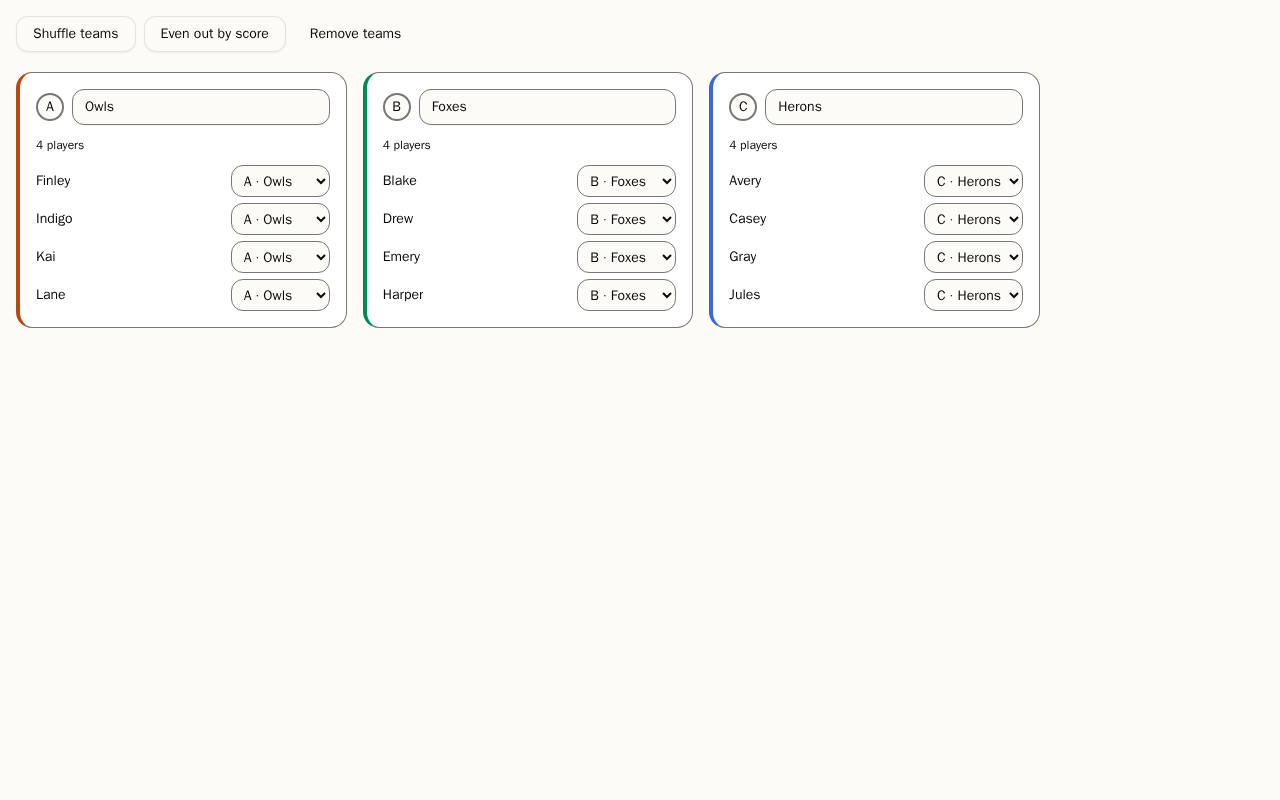 Shuffle teams Even out by score Remove teams
A Owls
4 players
Finley A · Owls
Indigo A · Owls
Kai A · Owls
Lane A · Owls
B Foxes
4 players
Blake B · Foxes
Drew B · Foxes
Emery B · Foxes
Harper B · Foxes
C Herons
4 players
Avery C · Herons
Casey C · Herons
Gray C · Herons
Jules C · Herons